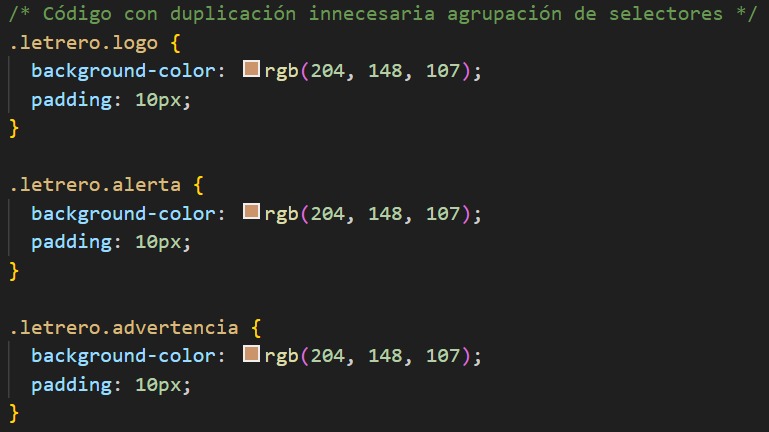 /* Código con duplicación innecesaria agrupación de selectores */
.letrero.logo {
  background-color: rgb(204, 148, 107);
  padding: 10px;
}

.letrero.alerta {
  background-color: rgb(204, 148, 107);
  padding: 10px;
}

.letrero.advertencia {
  background-color: rgb(204, 148, 107);
  padding: 10px;
}